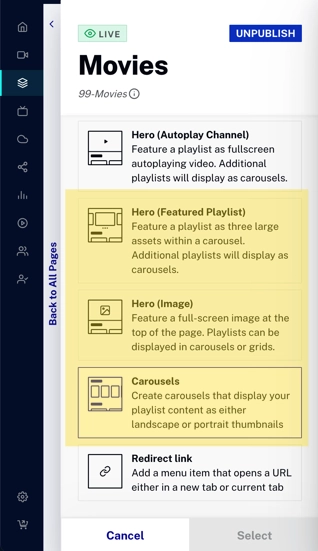 LIVE
UNPUBLISH
Movies
99-Movies
Back to All Pages
Hero (Autoplay Channel)
Feature a playlist as fullscreen
autoplaying video. Additional
playlists will display as carousels.
Hero (Featured Playlist)
Feature a playlist as three large
assets within a carousel.
Additional playlists will display as
carousels.
Hero (Image)
Feature a full-screen image at the
top of the page. Playlists can be
displayed in carousels or grids.
Carousels
Create carousels that display your
playlist content as either
landscape or portrait thumbnails
Redirect link
Add a menu item that opens a URL
either in a new tab or current tab
Cancel
Select